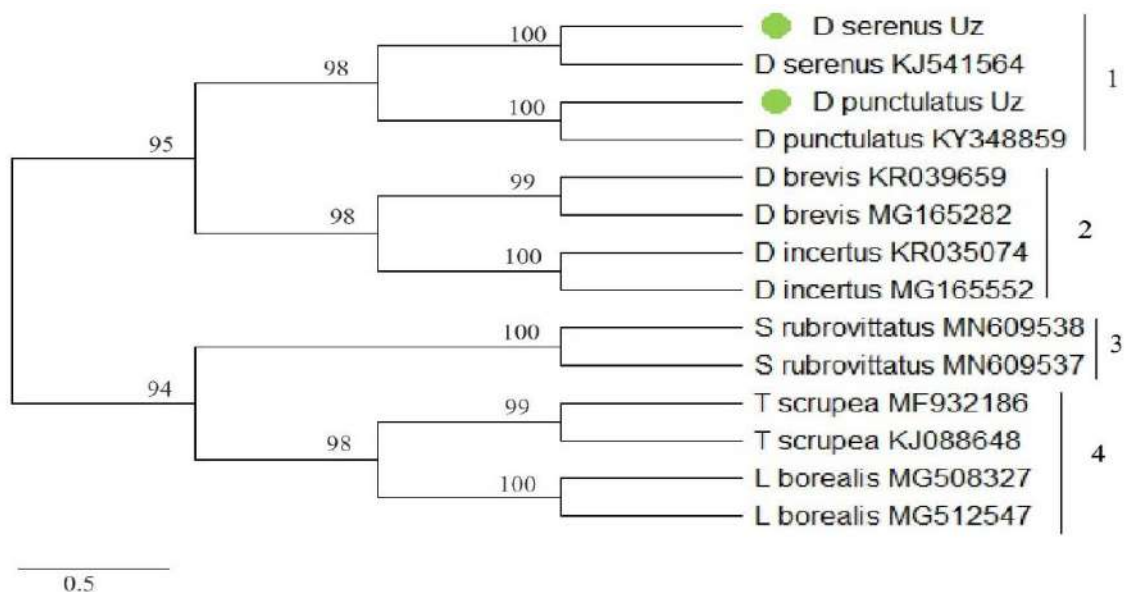 D serenus Uz
100
D serenus KJ541564
1
98
D punctulatus Uz
100
D punctulatus KY348859
95
D brevis KR039659
99
D brevis MG165282
2
98
D incertus KR035074
100
D incertus MG165552
S rubrovittatus MN609538
100
3
S rubrovittatus MN609537
94
T scrupea MF932186
99
T scrupea KJ088648
98
4
L borealis MG508327
100
L borealis MG512547
0.5